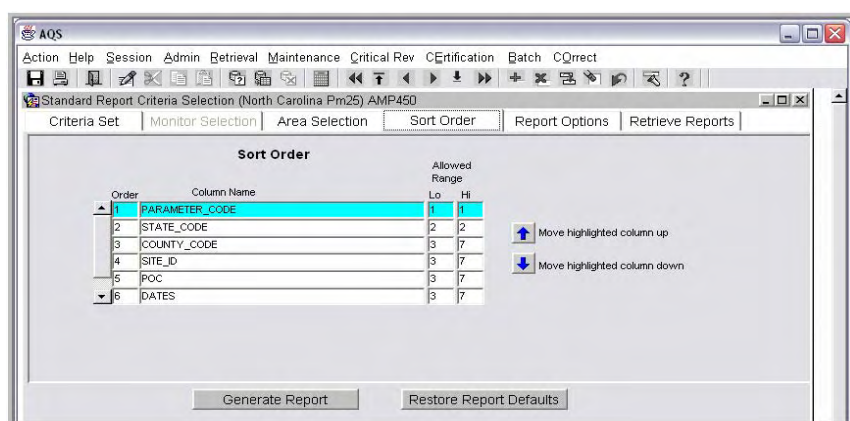 AQS
Action Help Session Admin Retrieval Maintenance Critical Rev CErtification Batch COrrect
Standard Report Criteria Selection (North Carolina Pm25) AMP450
Criteria Set Monitor Selection Area Selection Sort Order Report Options Retrieve Reports
Sort Order
Allowed
Range
Order Column Name Lo Hi
1 PARAMETER_CODE 1 1
2 STATE_CODE 2 2
3 COUNTY_CODE 3 7
4 SITE_ID 3 7
5 POC 3 7
6 DATES 3 7
Move highlighted column up
Move highlighted column down
Generate Report Restore Report Defaults